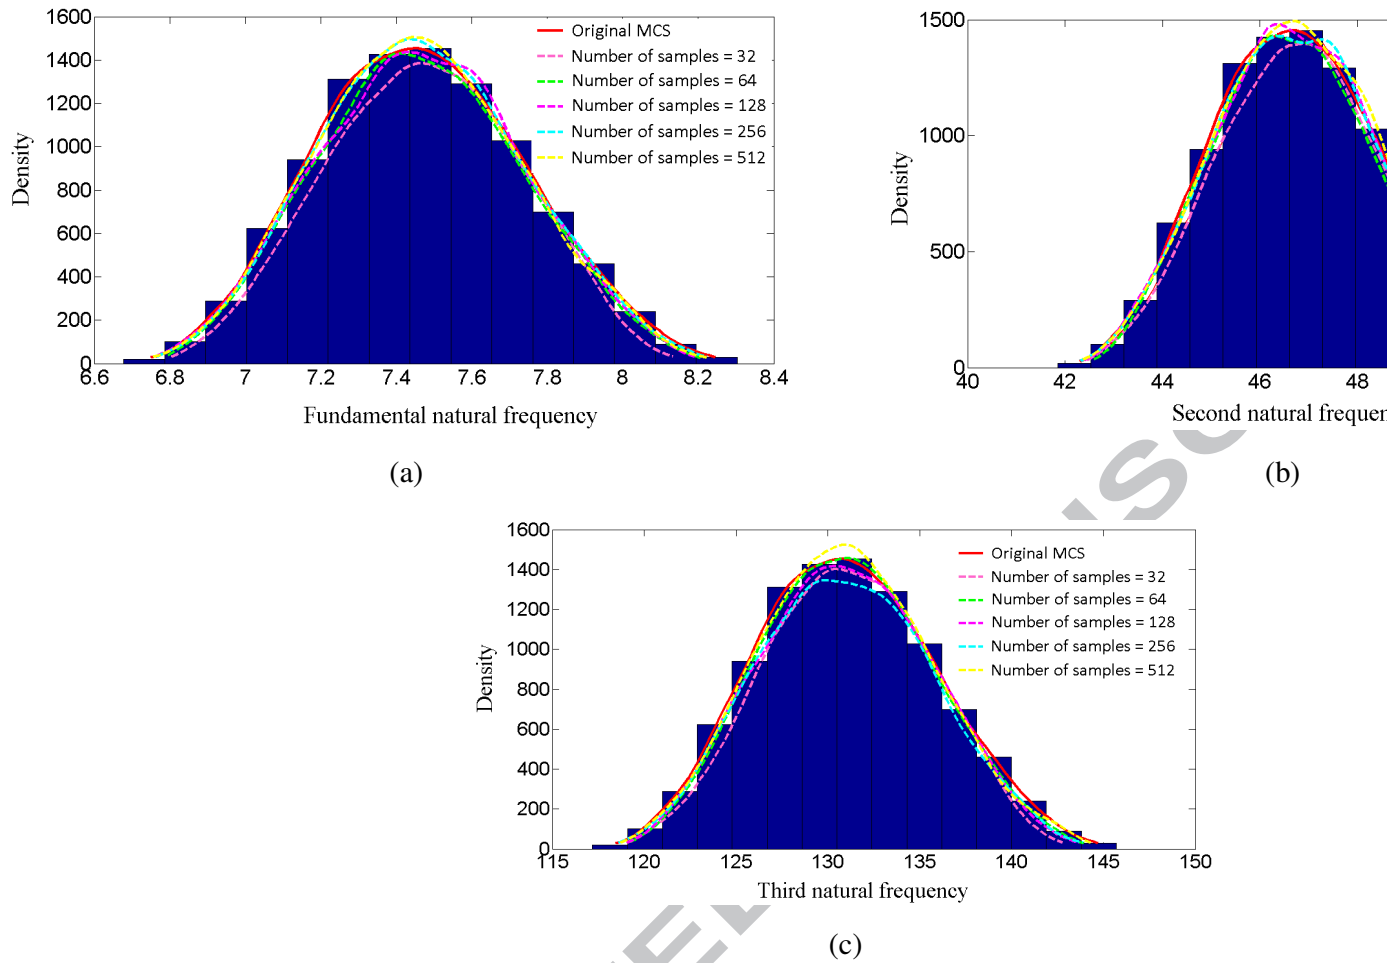 1600
1400
1200
1000
800
600
400
200
0
Density
6.6 6.8 7 7.2 7.4 7.6 7.8 8 8.2 8.4
Fundamental natural frequency
Original MCS
Number of samples = 32
Number of samples = 64
Number of samples = 128
Number of samples = 256
Number of samples = 512
(a)
1500
1000
500
0
Density
40 42 44 46 48
Second natural
(b)
1600
1400
1200
1000
800
600
400
200
0
Density
115 120 125 130 135 140 145 150
Third natural frequency
Original MCS
Number of samples = 32
Number of samples = 64
Number of samples = 128
Number of samples = 256
Number of samples = 512
(c)